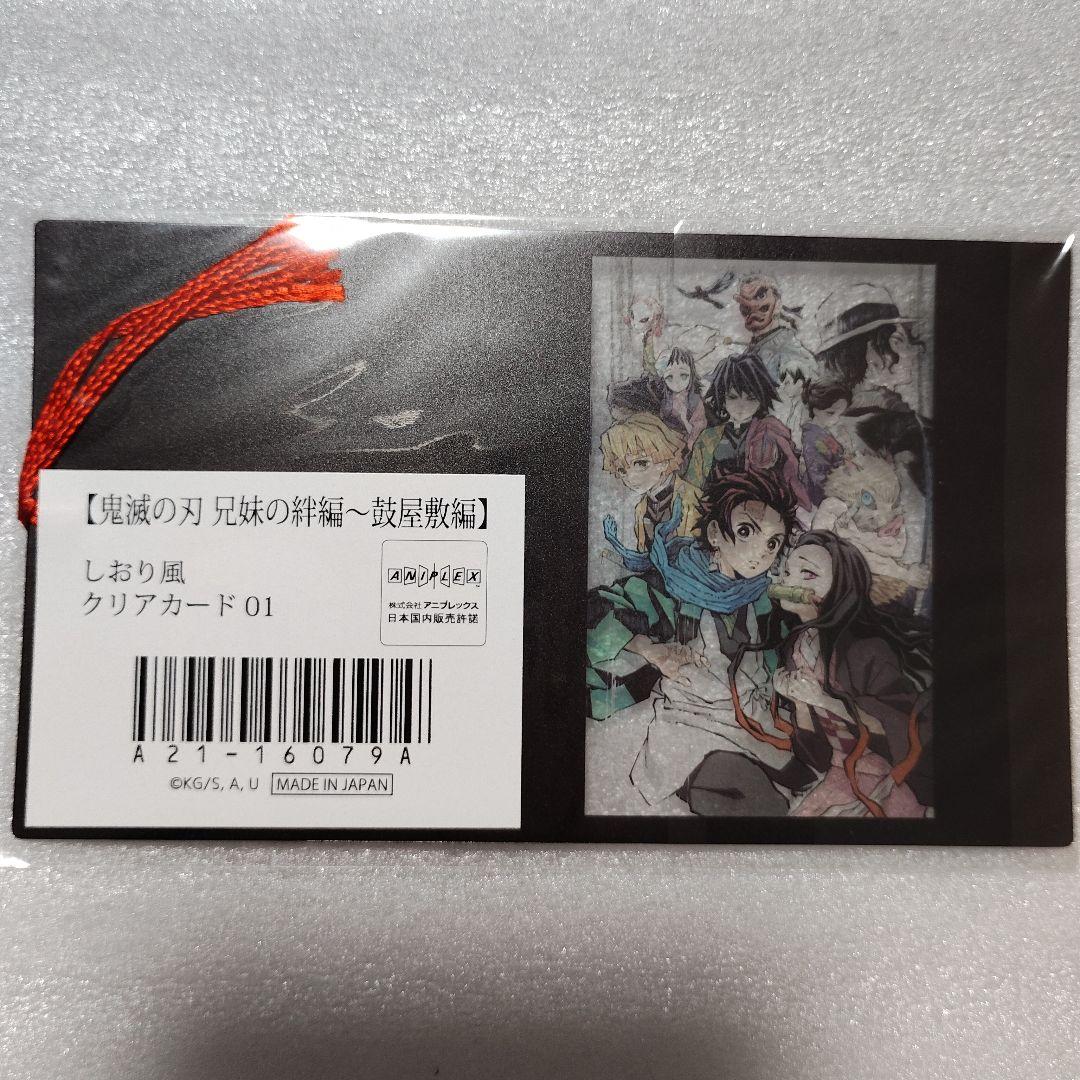 【鬼滅の刃 兄妹の絆編～鼓屋敷編】
しおり風
クリアカード 01
ANIPLEX™
株式会社アニプレックス
日本国内販売許諾
A21-16079A
©KG/S, A, U MADE IN JAPAN